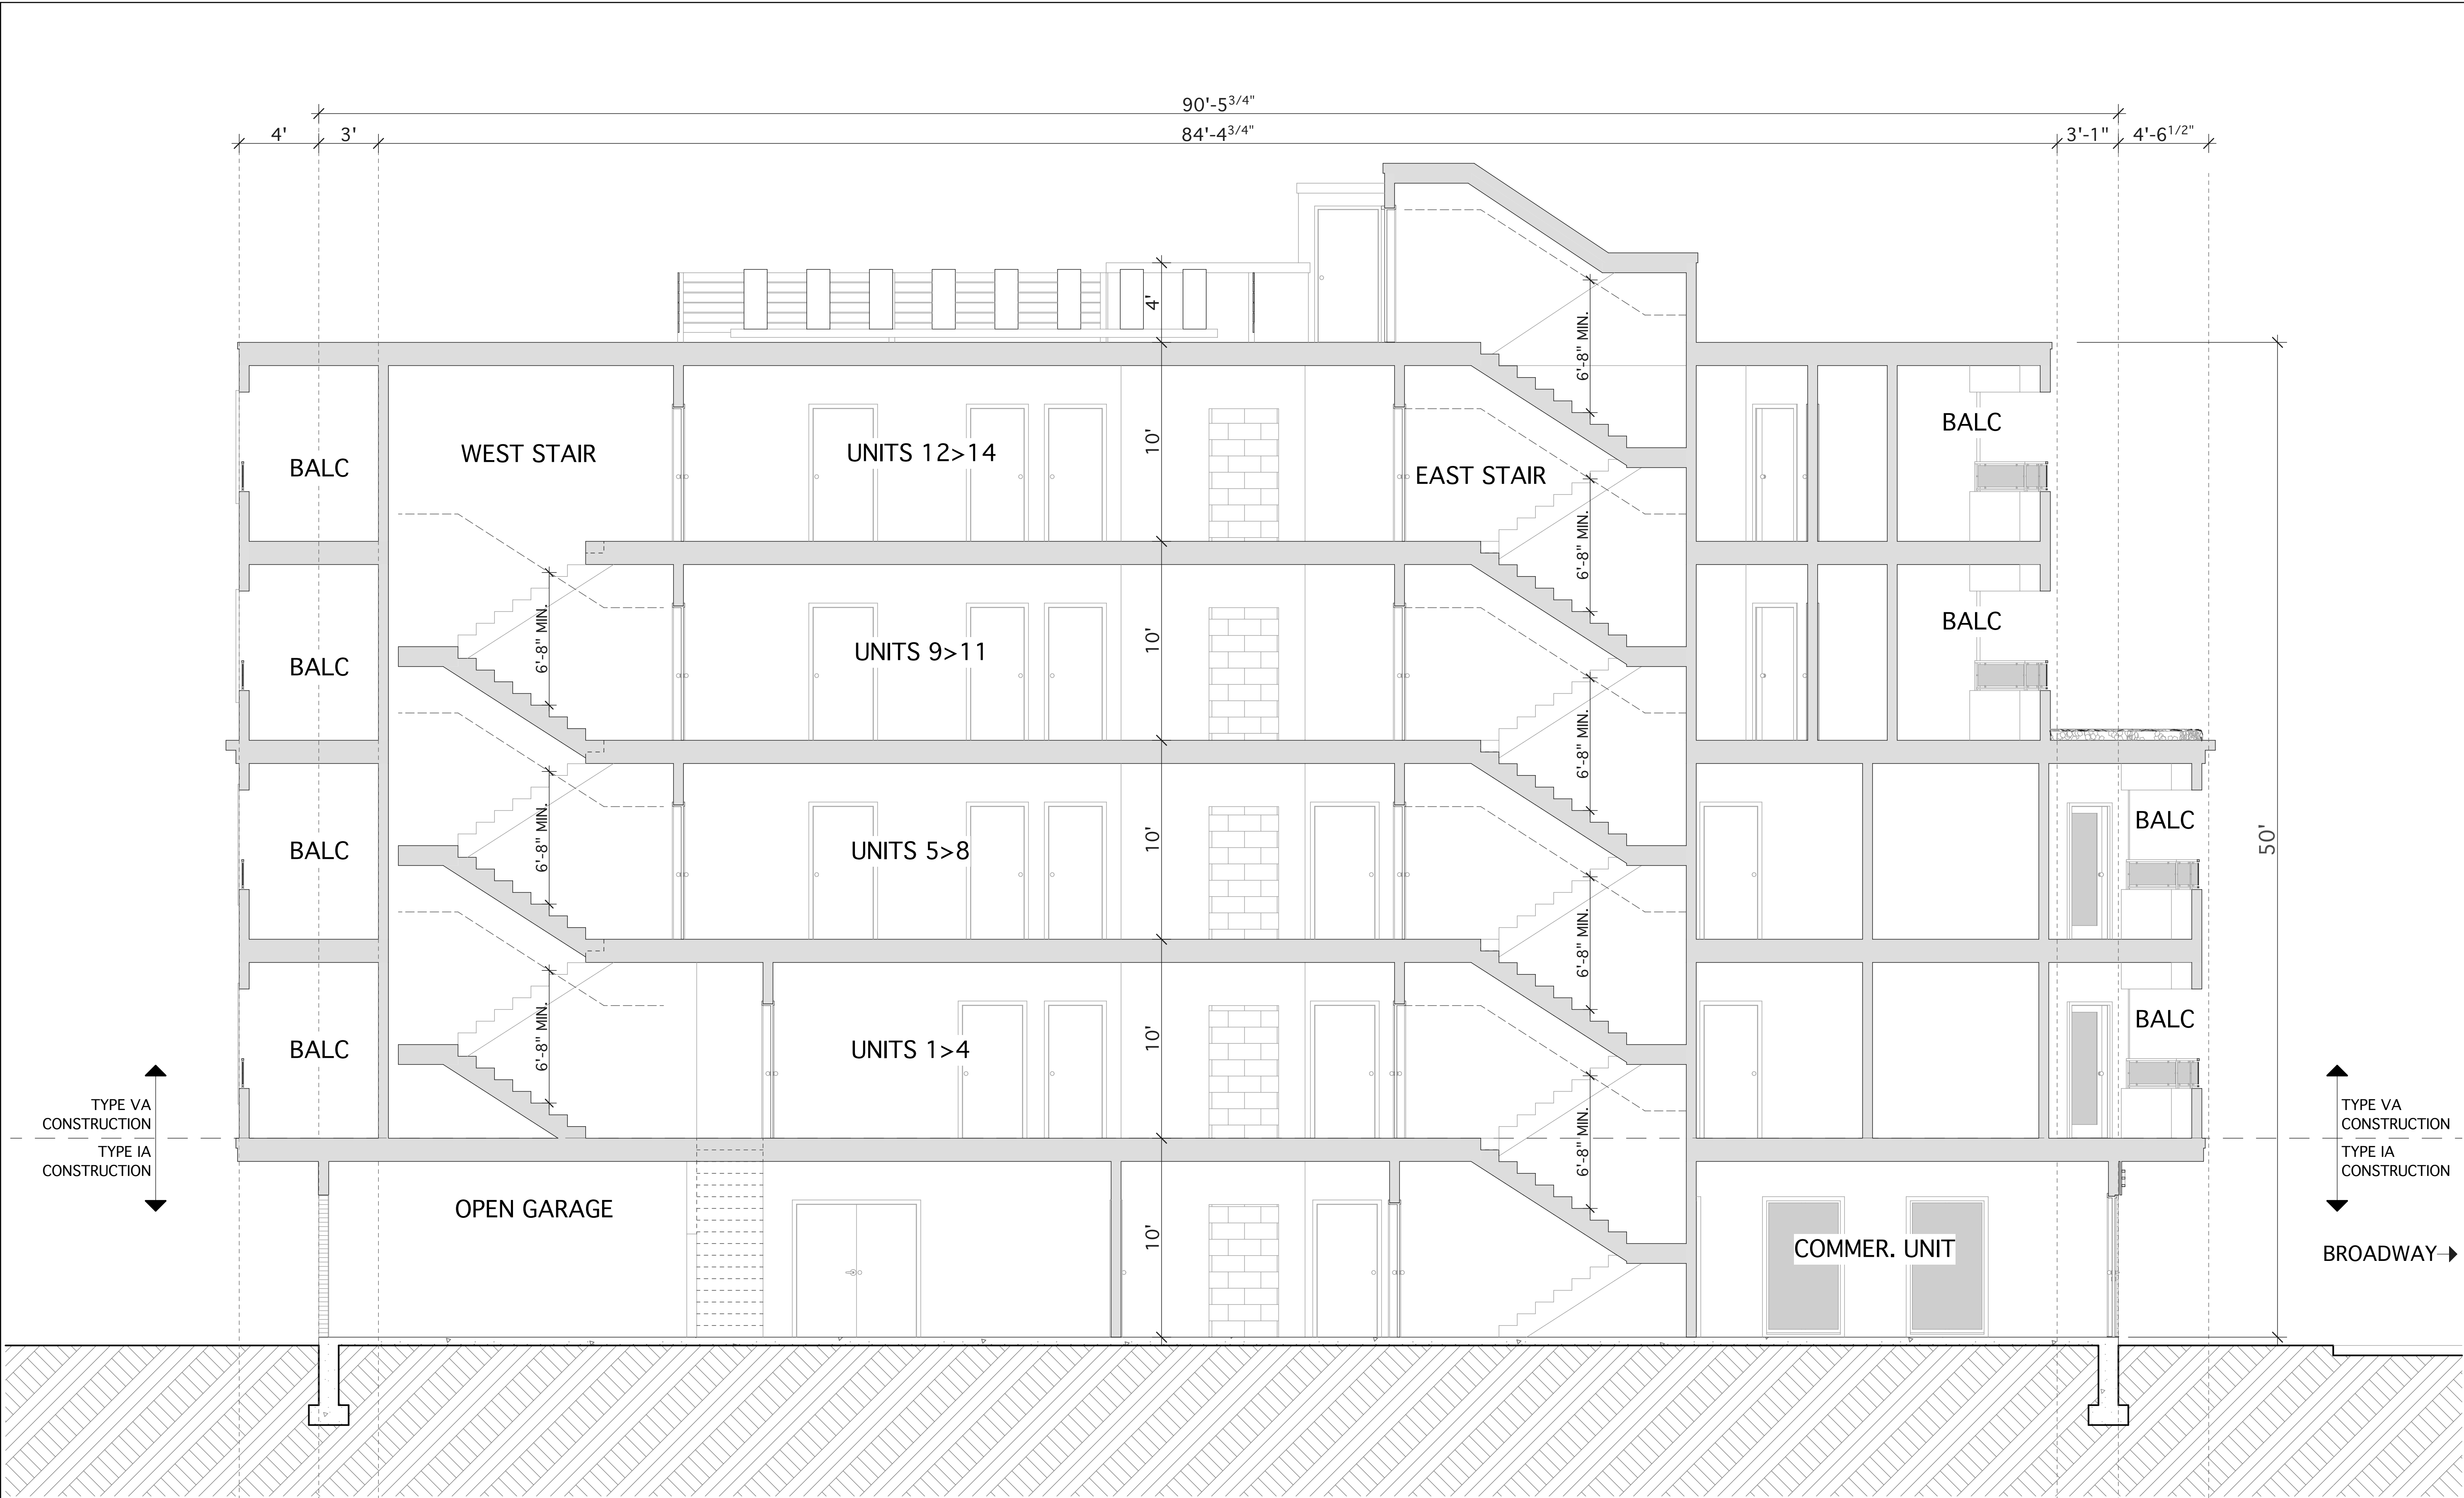 90'-5 3/4"
4'
3'
84'-4 3/4"
3'-1"
4'-6 1/2"
4'
6'-8" MIN.
BALC
WEST STAIR
UNITS 12>14
10'
EAST STAIR
BALC
6'-8" MIN.
BALC
6'-8" MIN.
UNITS 9>11
10'
BALC
6'-8" MIN.
BALC
6'-8" MIN.
UNITS 5>8
10'
BALC
50'
6'-8" MIN.
BALC
6'-8" MIN.
UNITS 1>4
10'
BALC
TYPE VA
CONSTRUCTION
TYPE IA
CONSTRUCTION
6'-8" MIN.
TYPE VA
CONSTRUCTION
TYPE IA
CONSTRUCTION
OPEN GARAGE
10'
COMMER. UNIT
BROADWAY